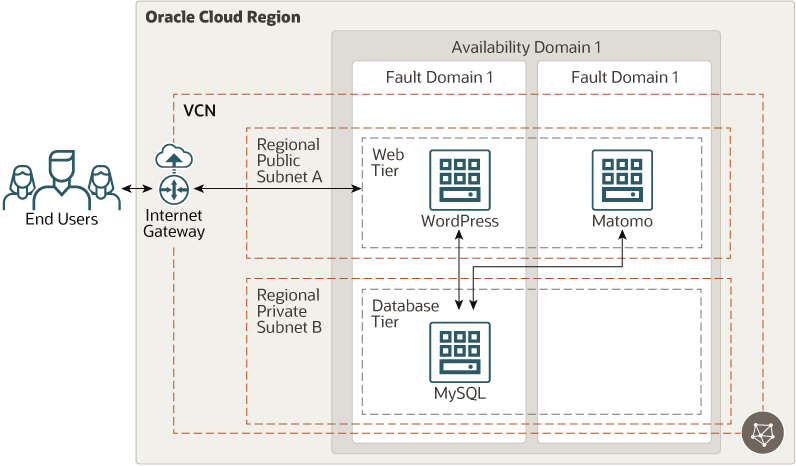 Oracle Cloud Region
Availability Domain 1
Fault Domain 1
Fault Domain 1
VCN
Regional
Public
Subnet A
Web
Tier
WordPress
Matomo
End Users
Internet
Gateway
Regional
Private
Subnet B
Database
Tier
MySQL